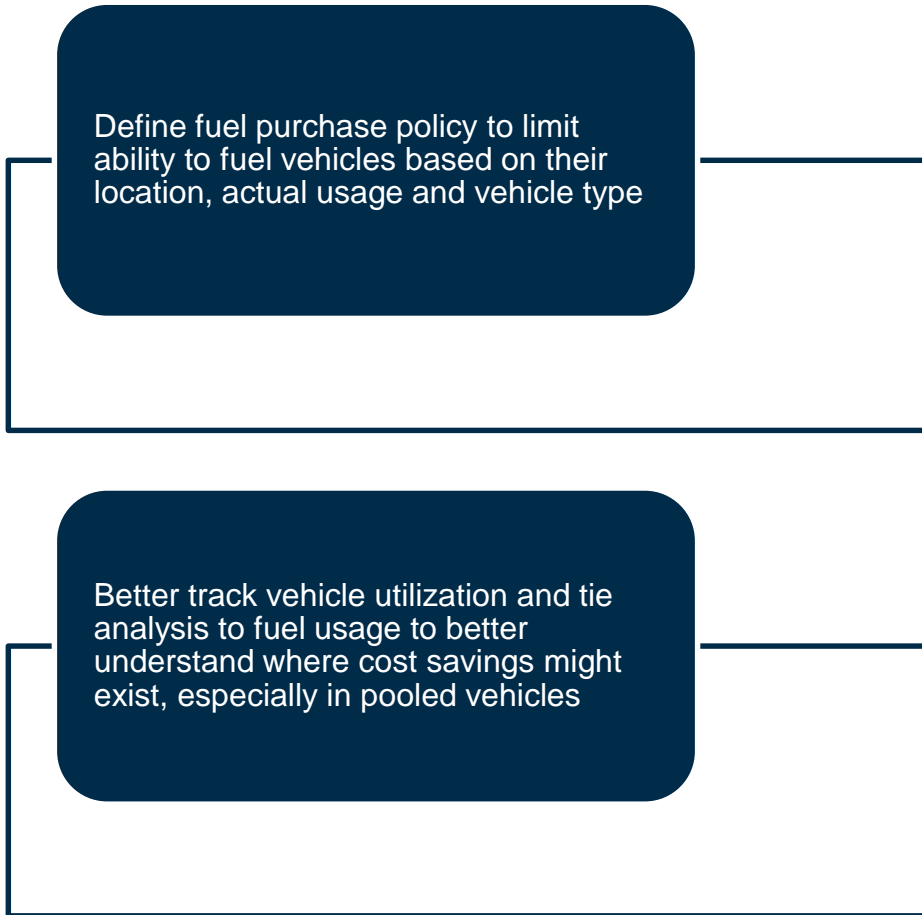 Define fuel purchase policy to limit
ability to fuel vehicles based on their
location, actual usage and vehicle type
Better track vehicle utilization and tie
analysis to fuel usage to better
understand where cost savings might
exist, especially in pooled vehicles